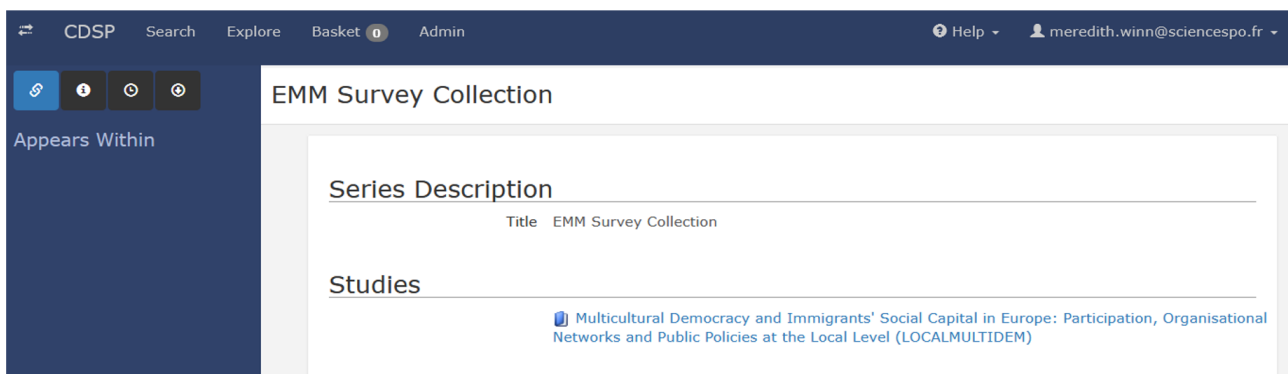 CDSP Search Explore Basket 0 Admin Help meredith.winn@sciencespo.fr
EMM Survey Collection
Appears Within
Series Description
Title EMM Survey Collection
Studies
Multicultural Democracy and Immigrants' Social Capital in Europe: Participation, Organisational
Networks and Public Policies at the Local Level (LOCALMULTIDEM)